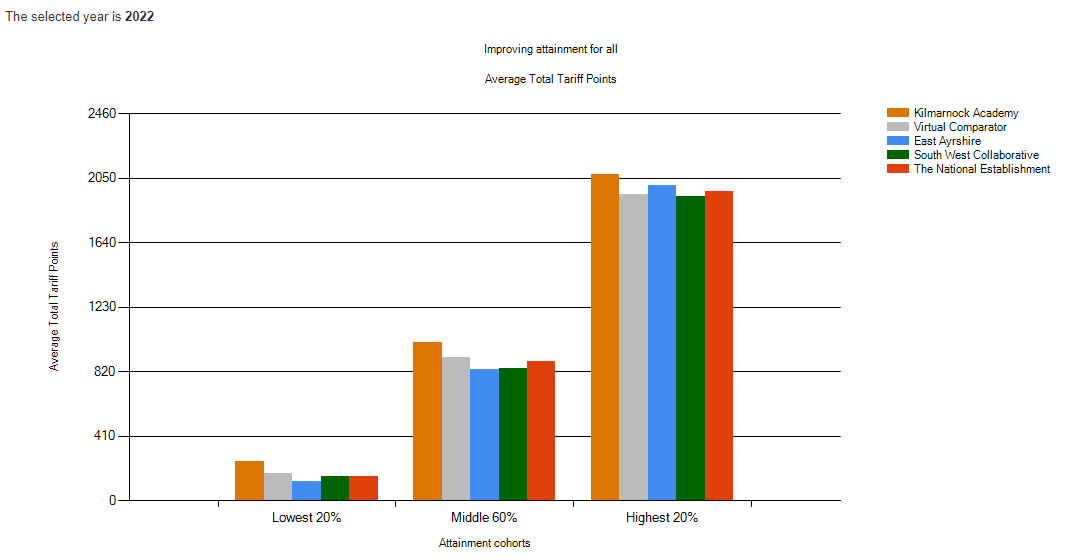 The selected year is 2022
Improving attainment for all
Average Total Tariff Points
2460
2050
1640
1230
820
410
0
Average Total Tariff Points
Lowest 20%
Middle 60%
Highest 20%
Attainment cohorts
Kilmarnock Academy
Virtual Comparator
East Ayrshire
South West Collaborative
The National Establishment